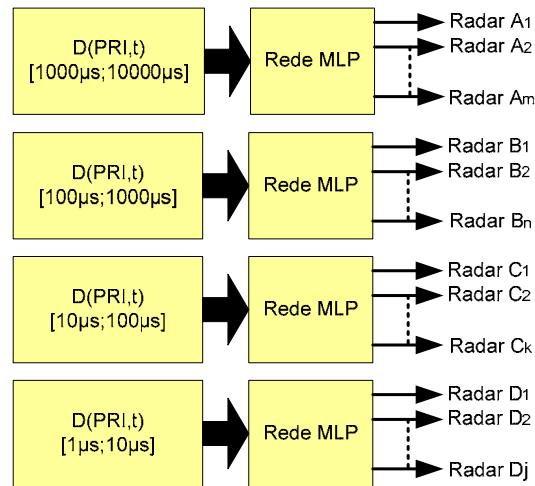 D(PRI,t)
[1000µs;10000µs]
Rede MLP
Radar A1
Radar A2
Radar Am
D(PRI,t)
[100µs;1000µs]
Rede MLP
Radar B1
Radar B2
Radar Bn
D(PRI,t)
[10µs;100µs]
Rede MLP
Radar C1
Radar C2
Radar Ck
D(PRI,t)
[1µs;10µs]
Rede MLP
Radar D1
Radar D2
Radar Dj